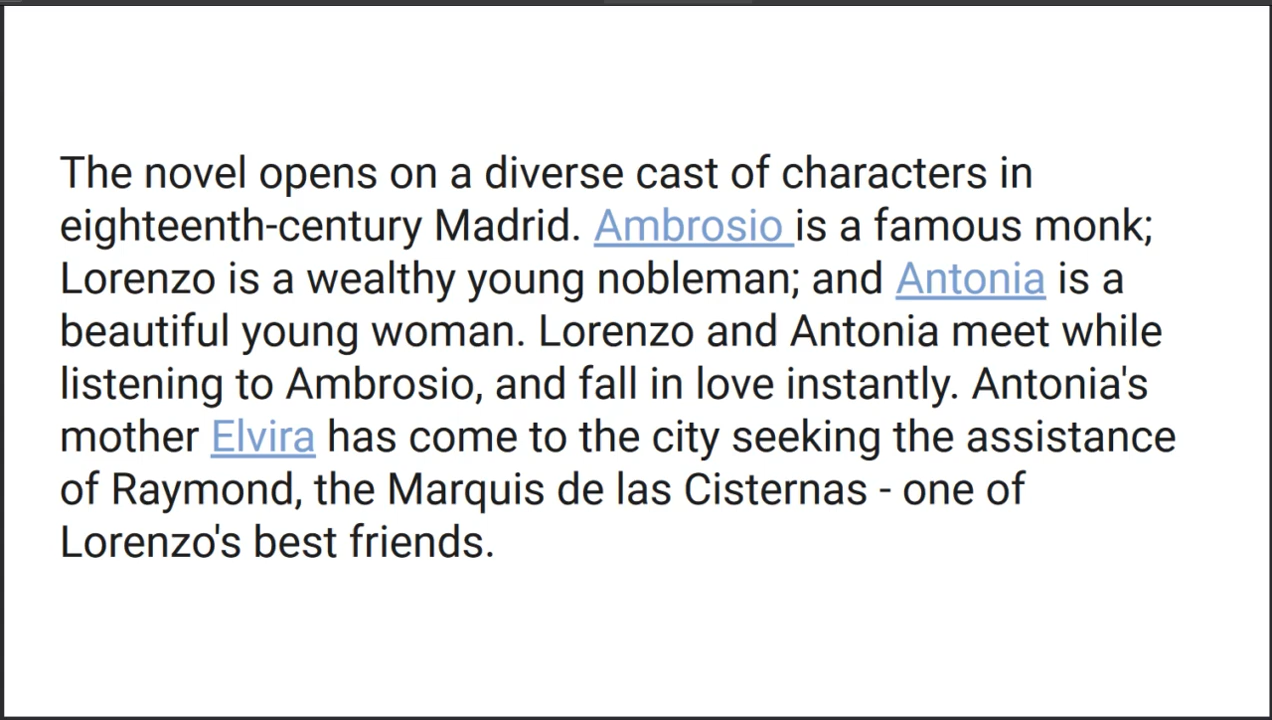 The novel opens on a diverse cast of characters in
eighteenth-century Madrid. Ambrosio is a famous monk;
Lorenzo is a wealthy young nobleman; and Antonia is a
beautiful young woman. Lorenzo and Antonia meet while
listening to Ambrosio, and fall in love instantly. Antonia's
mother Elvira has come to the city seeking the assistance
of Raymond, the Marquis de las Cisternas - one of
Lorenzo's best friends.